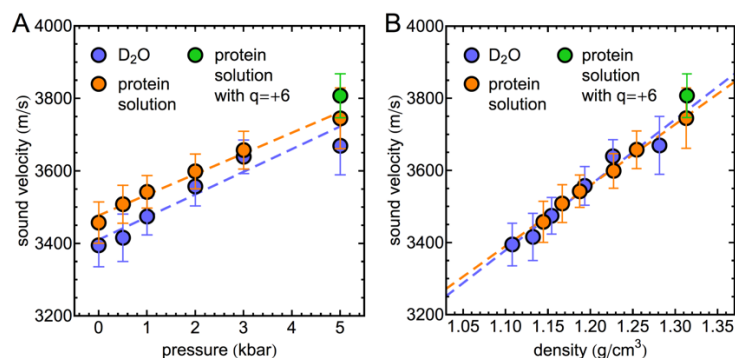 A
4000
3800
3600
3400
3200
sound velocity (m/s)
D₂O
protein
solution
protein
solution
with q=+6
0
1
2
3
4
5
pressure (kbar)
B
4000
3800
3600
3400
3200
sound velocity (m/s)
D₂O
protein
solution
protein
solution
with q=+6
1.05
1.10
1.15
1.20
1.25
1.30
1.35
density (g/cm³)